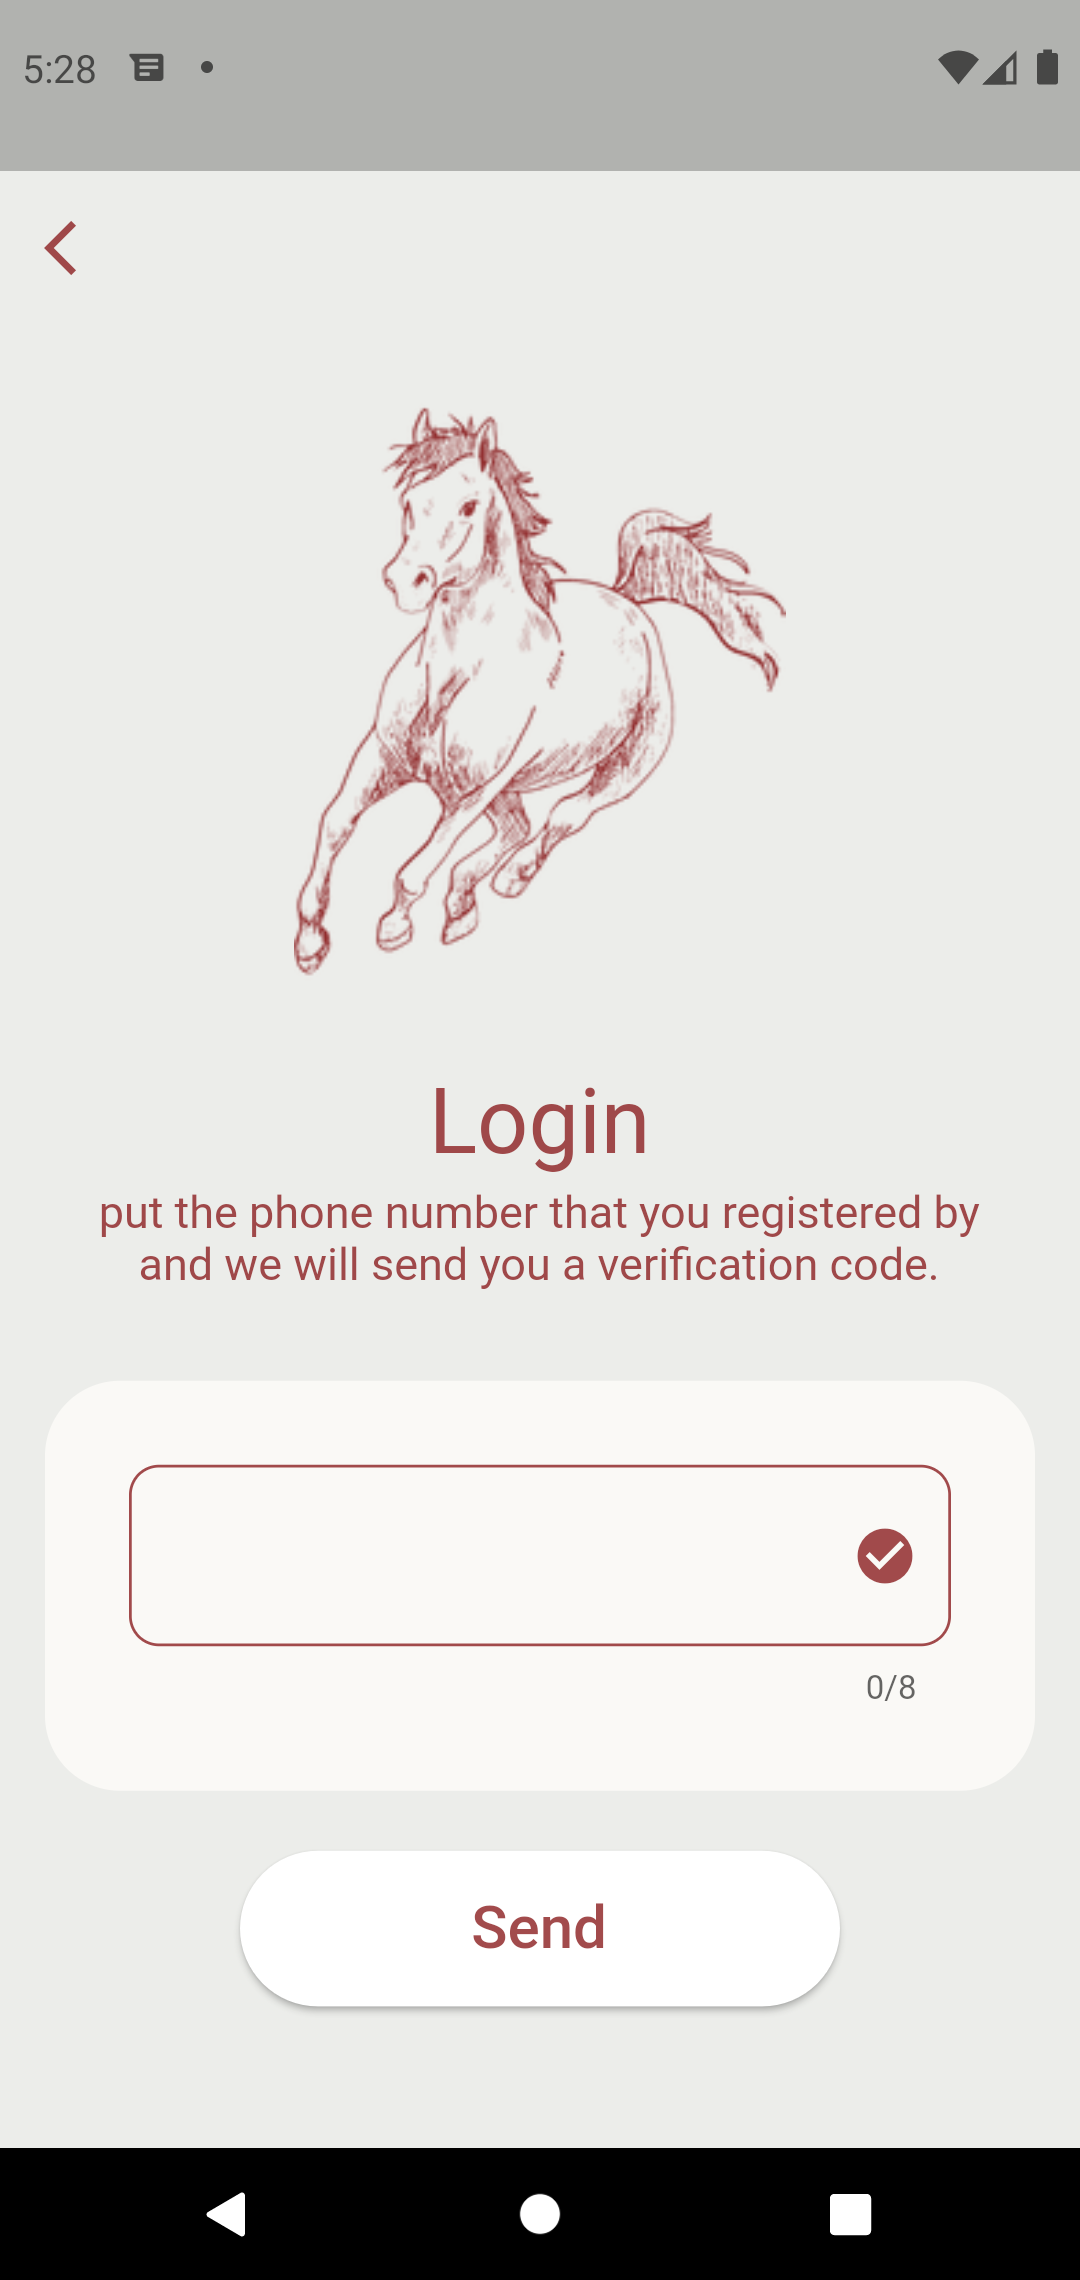 5:28
Login
put the phone number that you registered by
and we will send you a verification code.
0/8
Send